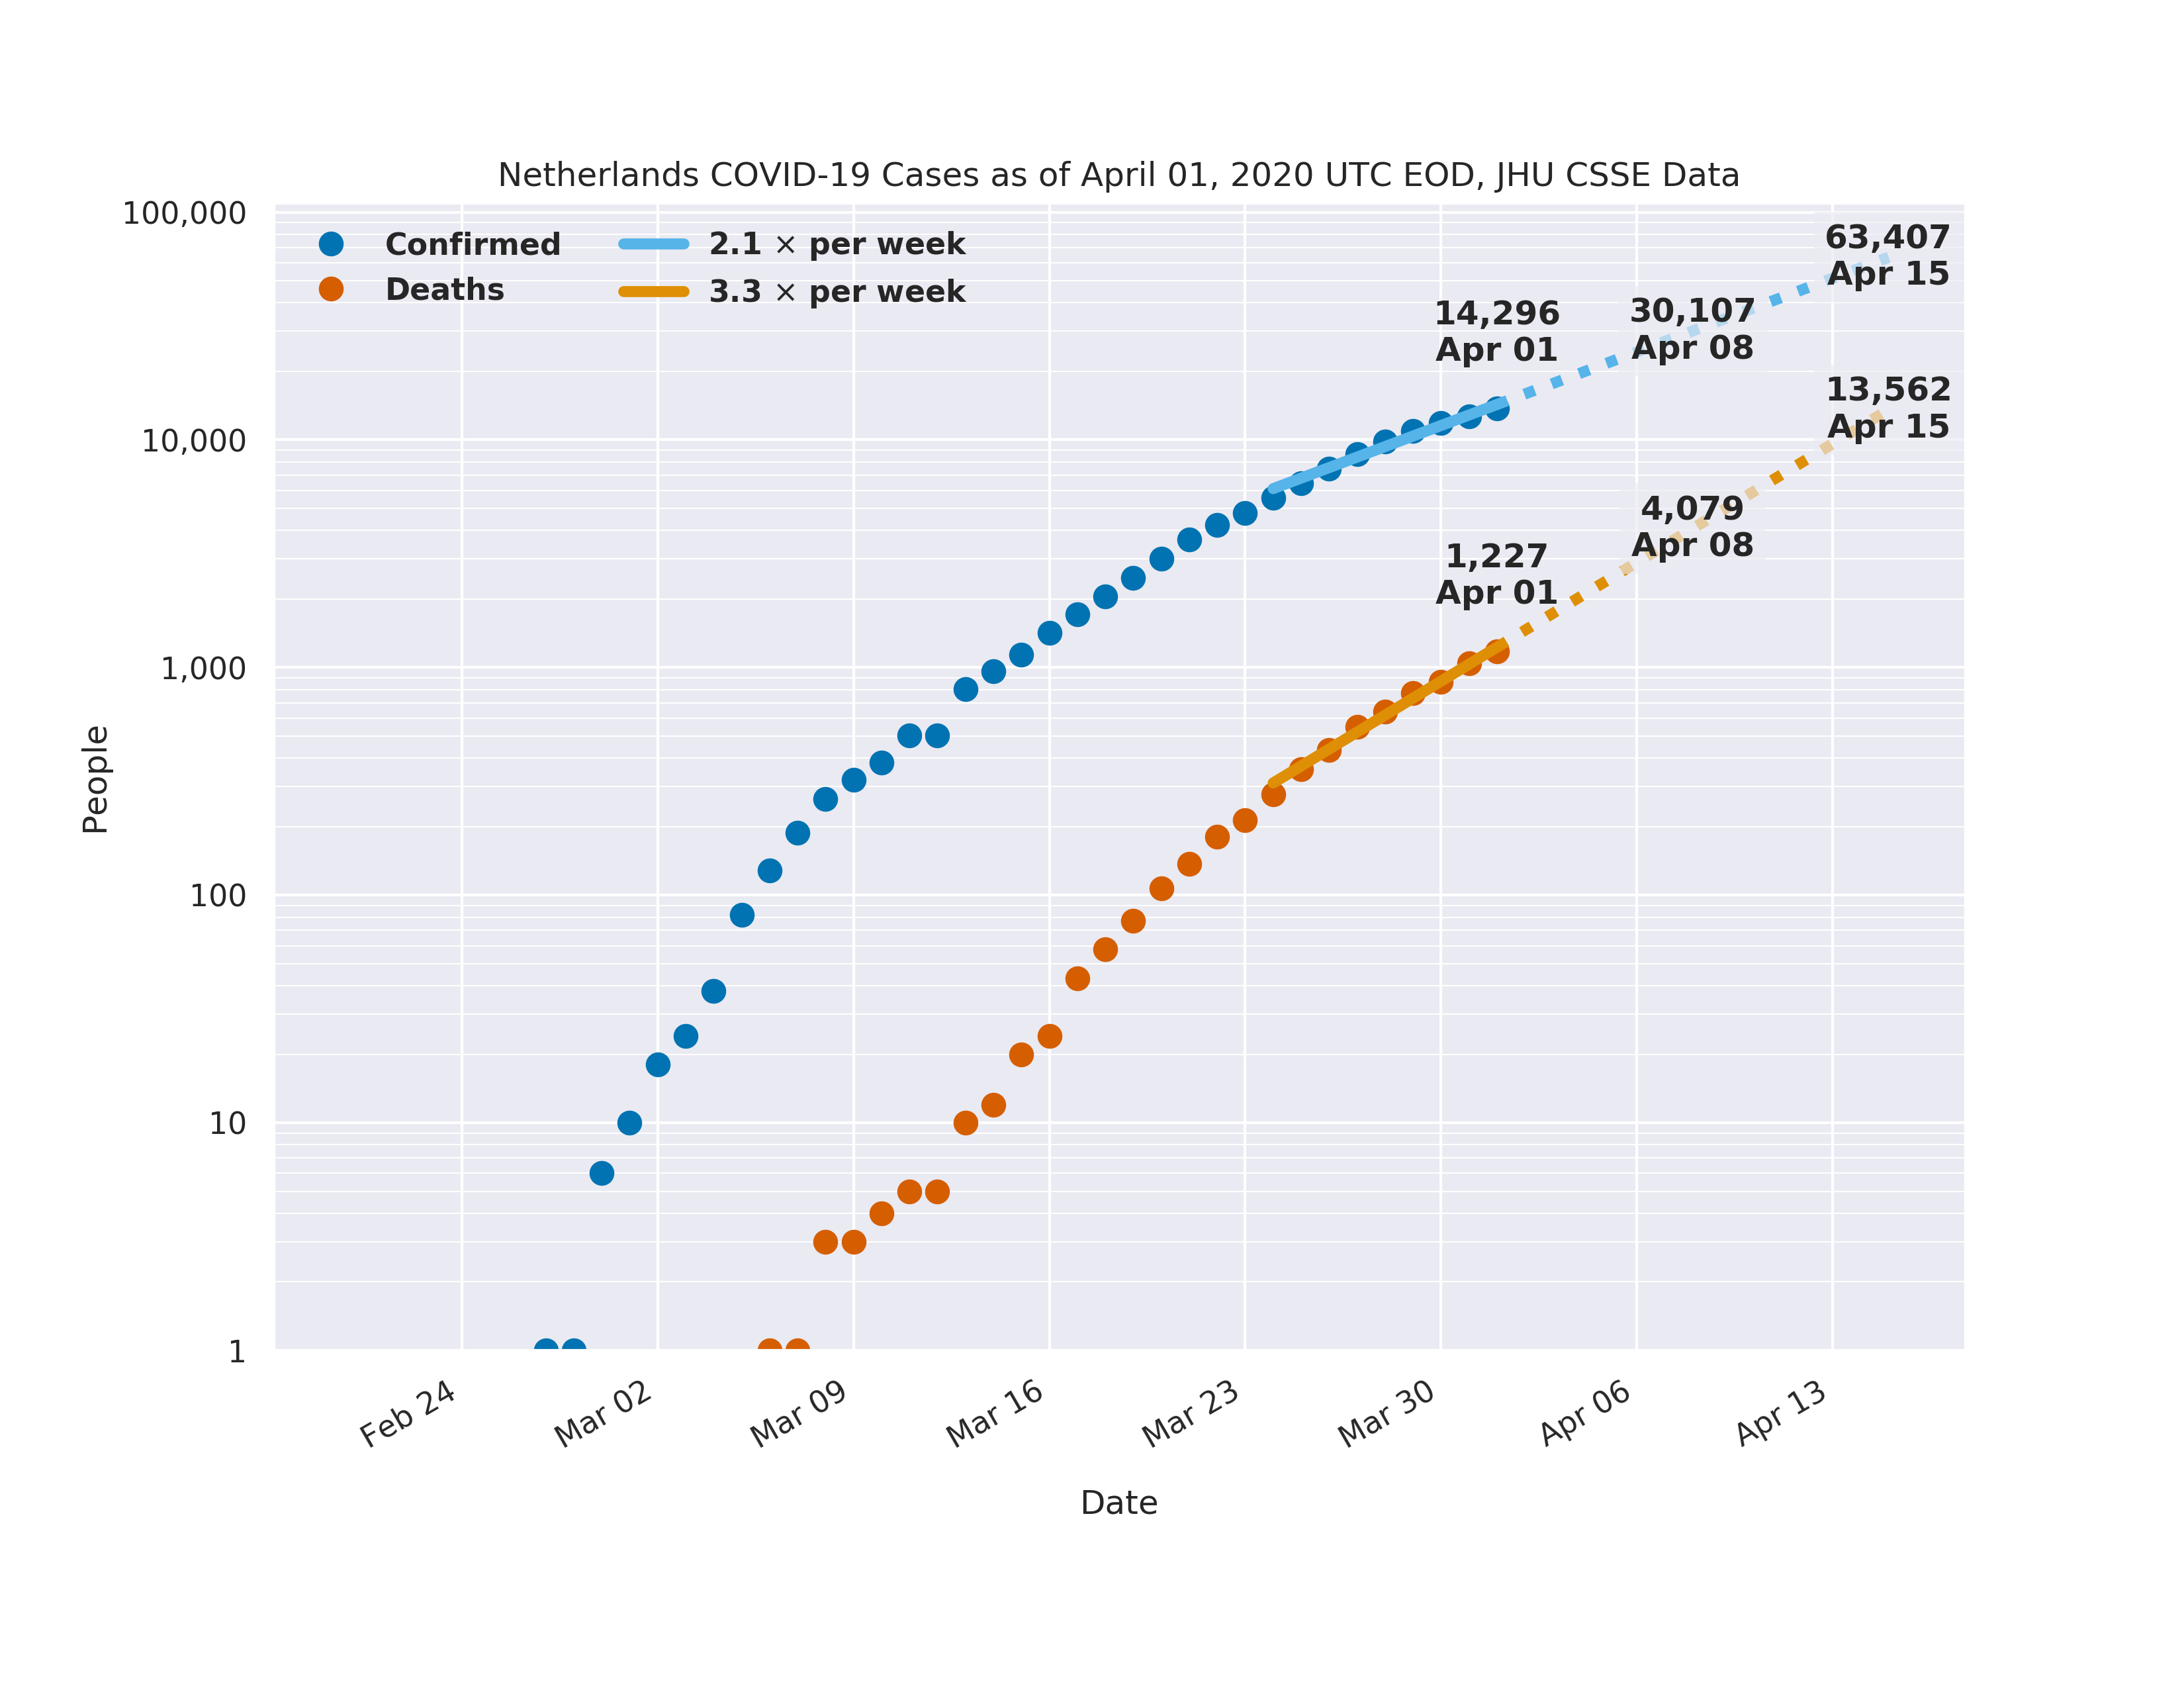 Netherlands COVID-19 Cases as of April 01, 2020 UTC EOD, JHU CSSE Data
100,000
10,000
1,000
100
10
1
People
Confirmed
Deaths
2.1 × per week
3.3 × per week
63,407
Apr 15
14,296
Apr 01
30,107
Apr 08
13,562
Apr 15
4,079
Apr 08
1,227
Apr 01
Feb 24
Mar 02
Mar 09
Mar 16
Mar 23
Mar 30
Apr 06
Apr 13
Date